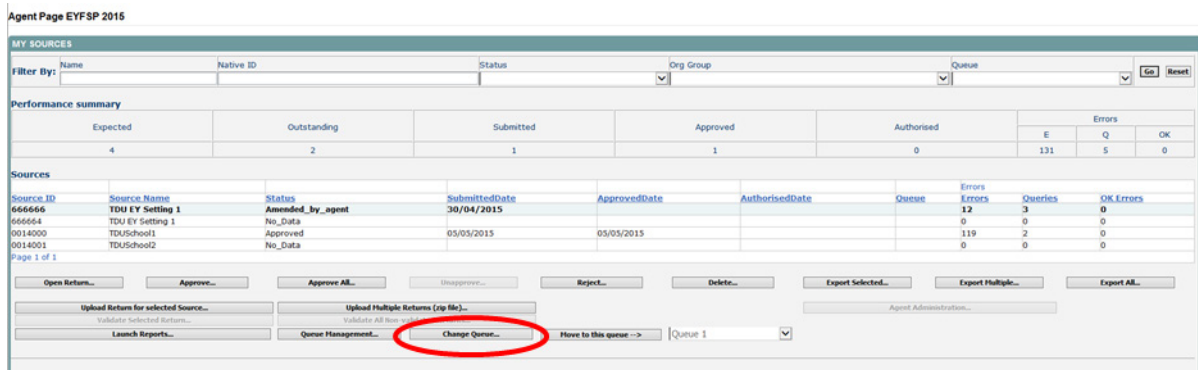 Agent Page EYFSP 2015
MY SOURCES
Filter By: Name Native ID Status Org Group Queue Go Reset
Performance summary
Expected Outstanding Submitted Approved Authorised Errors
E Q OK
4 2 1 1 0 131 5 0
Sources
Errors
Source ID Source Name Status SubmittedDate ApprovedDate AuthorisedDate Queue Errors Queries OK Errors
666666 TDU EY Setting 1 Amended_by_agent 30/04/2015 12 3 0
666664 TDU EY Setting 1 No_Data 0 0 0
0014000 TDUSchool1 Approved 05/05/2015 05/05/2015 119 2 0
0014001 TDUSchool2 No_Data 0 0 0
Page 1 of 1
Open Return... Approve... Approve All... Unapprove... Reject... Delete... Export Selected... Export Multiple... Export All...
Upload Return for selected Source... Upload Multiple Returns (zip file)... Agent Administration...
Validate Selected Return... Validate All Non-vali
Launch Reports... Queue Management... Change Queue... Move to this queue --> Queue 1